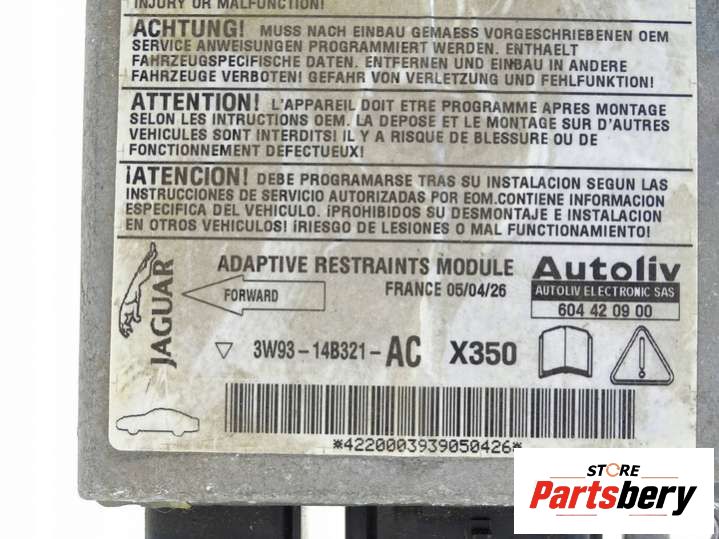 INJURY OR MALFUNCTION!
ACHTUNG! MUSS NACH EINBAU GEMAESS VORGESCHRIEBENEN OEM
SERVICE ANWEISUNGEN PROGRAMMIERT WERDEN. ENTHAELT
FAHRZEUGSPEZIFISCHE DATEN. ENTFERNEN UND EINBAU IN ANDERE
FAHRZEUGE VERBOTEN! GEFAHR VON VERLETZUNG UND FEHLFUNKTION!
ATTENTION! L'APPAREIL DOIT ETRE PROGRAMME APRES MONTAGE
SELON LES INTRUCTIONS OEM. LA DEPOSE ET LE MONTAGE SUR D'AUTRES
VEHICULES SONT INTERDITS! IL Y A RISQUE DE BLESSURE OU DE
FONCTIONNEMENT DEFECTUEUX!
¡ATENCION! DEBE PROGRAMARSE TRAS SU INSTALACION SEGUN LAS
INSTRUCCIONES DE SERVICIO AUTORIZADAS POR EOM.CONTIENE INFORMACION
ESPECIFICA DEL VEHICULO. ¡PROHIBIDOS SU DESMONTAJE E INSTALACION
EN OTROS VEHICULOS! ¡RIESGO DE LESIONES O MAL FUNCIONAMIENTO!
JAGUAR
ADAPTIVE RESTRAINTS MODULE
FORWARD
FRANCE 05/04/26
Autoliv
AUTOLIV ELECTRONIC SAS
604 42 09 00
3W93-14B321-AC X350
*4220003939050426*
STORE
Partsbery